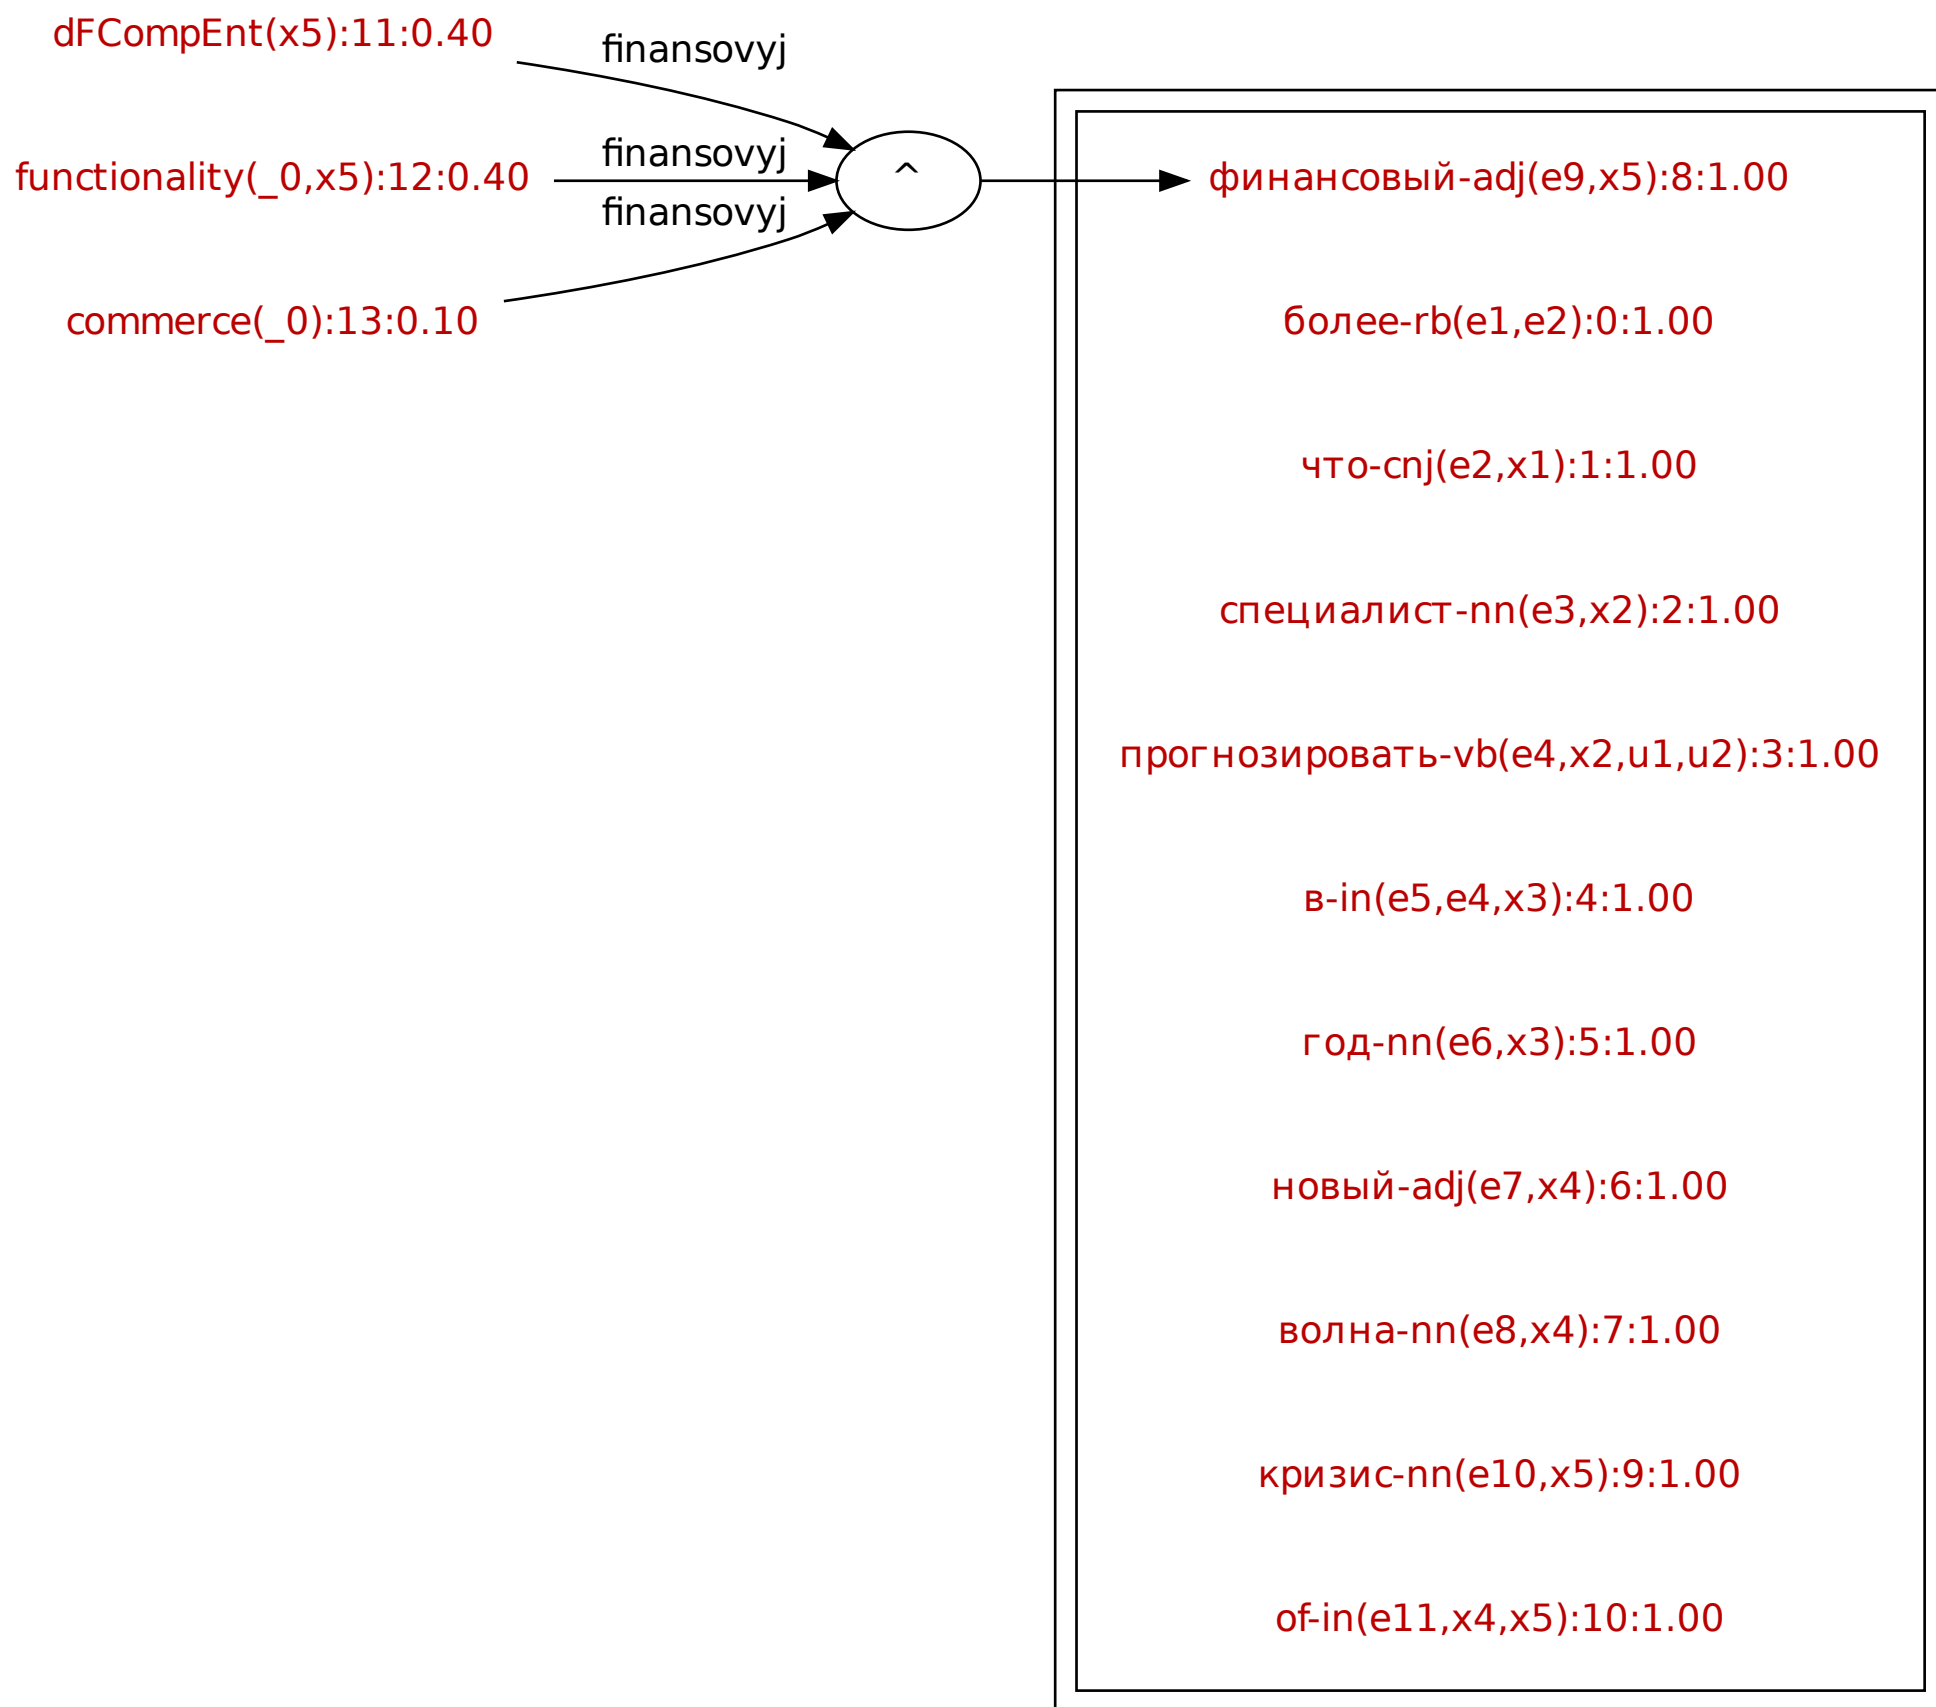 dFCompEnt(x5):11:0.40
finansovyj
functionality(_0,x5):12:0.40
finansovyj
finansovyj
commerce(_0):13:0.10
^
финансовый-adj(e9,x5):8:1.00
более-rb(e1,e2):0:1.00
что-cnj(e2,x1):1:1.00
специалист-nn(e3,x2):2:1.00
прогнозировать-vb(e4,x2,u1,u2):3:1.00
в-in(e5,e4,x3):4:1.00
год-nn(e6,x3):5:1.00
новый-adj(e7,x4):6:1.00
волна-nn(e8,x4):7:1.00
кризис-nn(e10,x5):9:1.00
of-in(e11,x4,x5):10:1.00